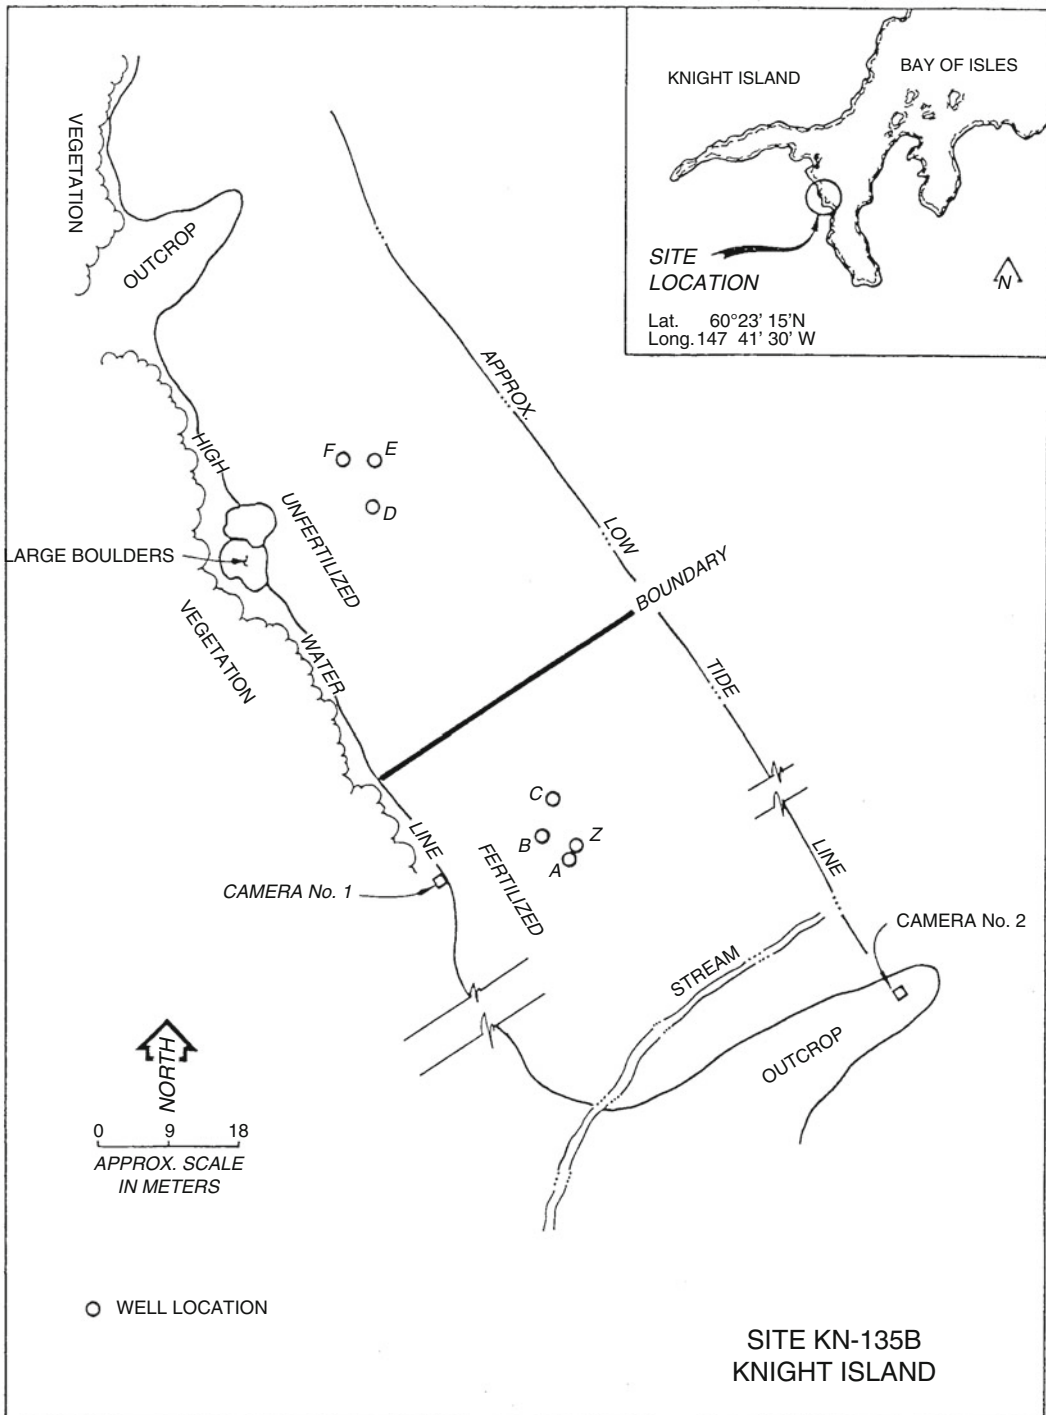 VEGETATION
OUTCROP
KNIGHT ISLAND
BAY OF ISLES
SITE
LOCATION
N
Lat. 60°23' 15'N
Long. 147 41' 30' W
APPROX.
LOW
TIDE
LINE
HIGH
WATER
LINE
F
E
D
UNFERTILIZED
LARGE BOULDERS
VEGETATION
BOUNDARY
C
B
Z
A
FERTILIZED
CAMERA No. 1
CAMERA No. 2
STREAM
OUTCROP
NORTH
0 9 18
APPROX. SCALE
IN METERS
WELL LOCATION
SITE KN-135B
KNIGHT ISLAND